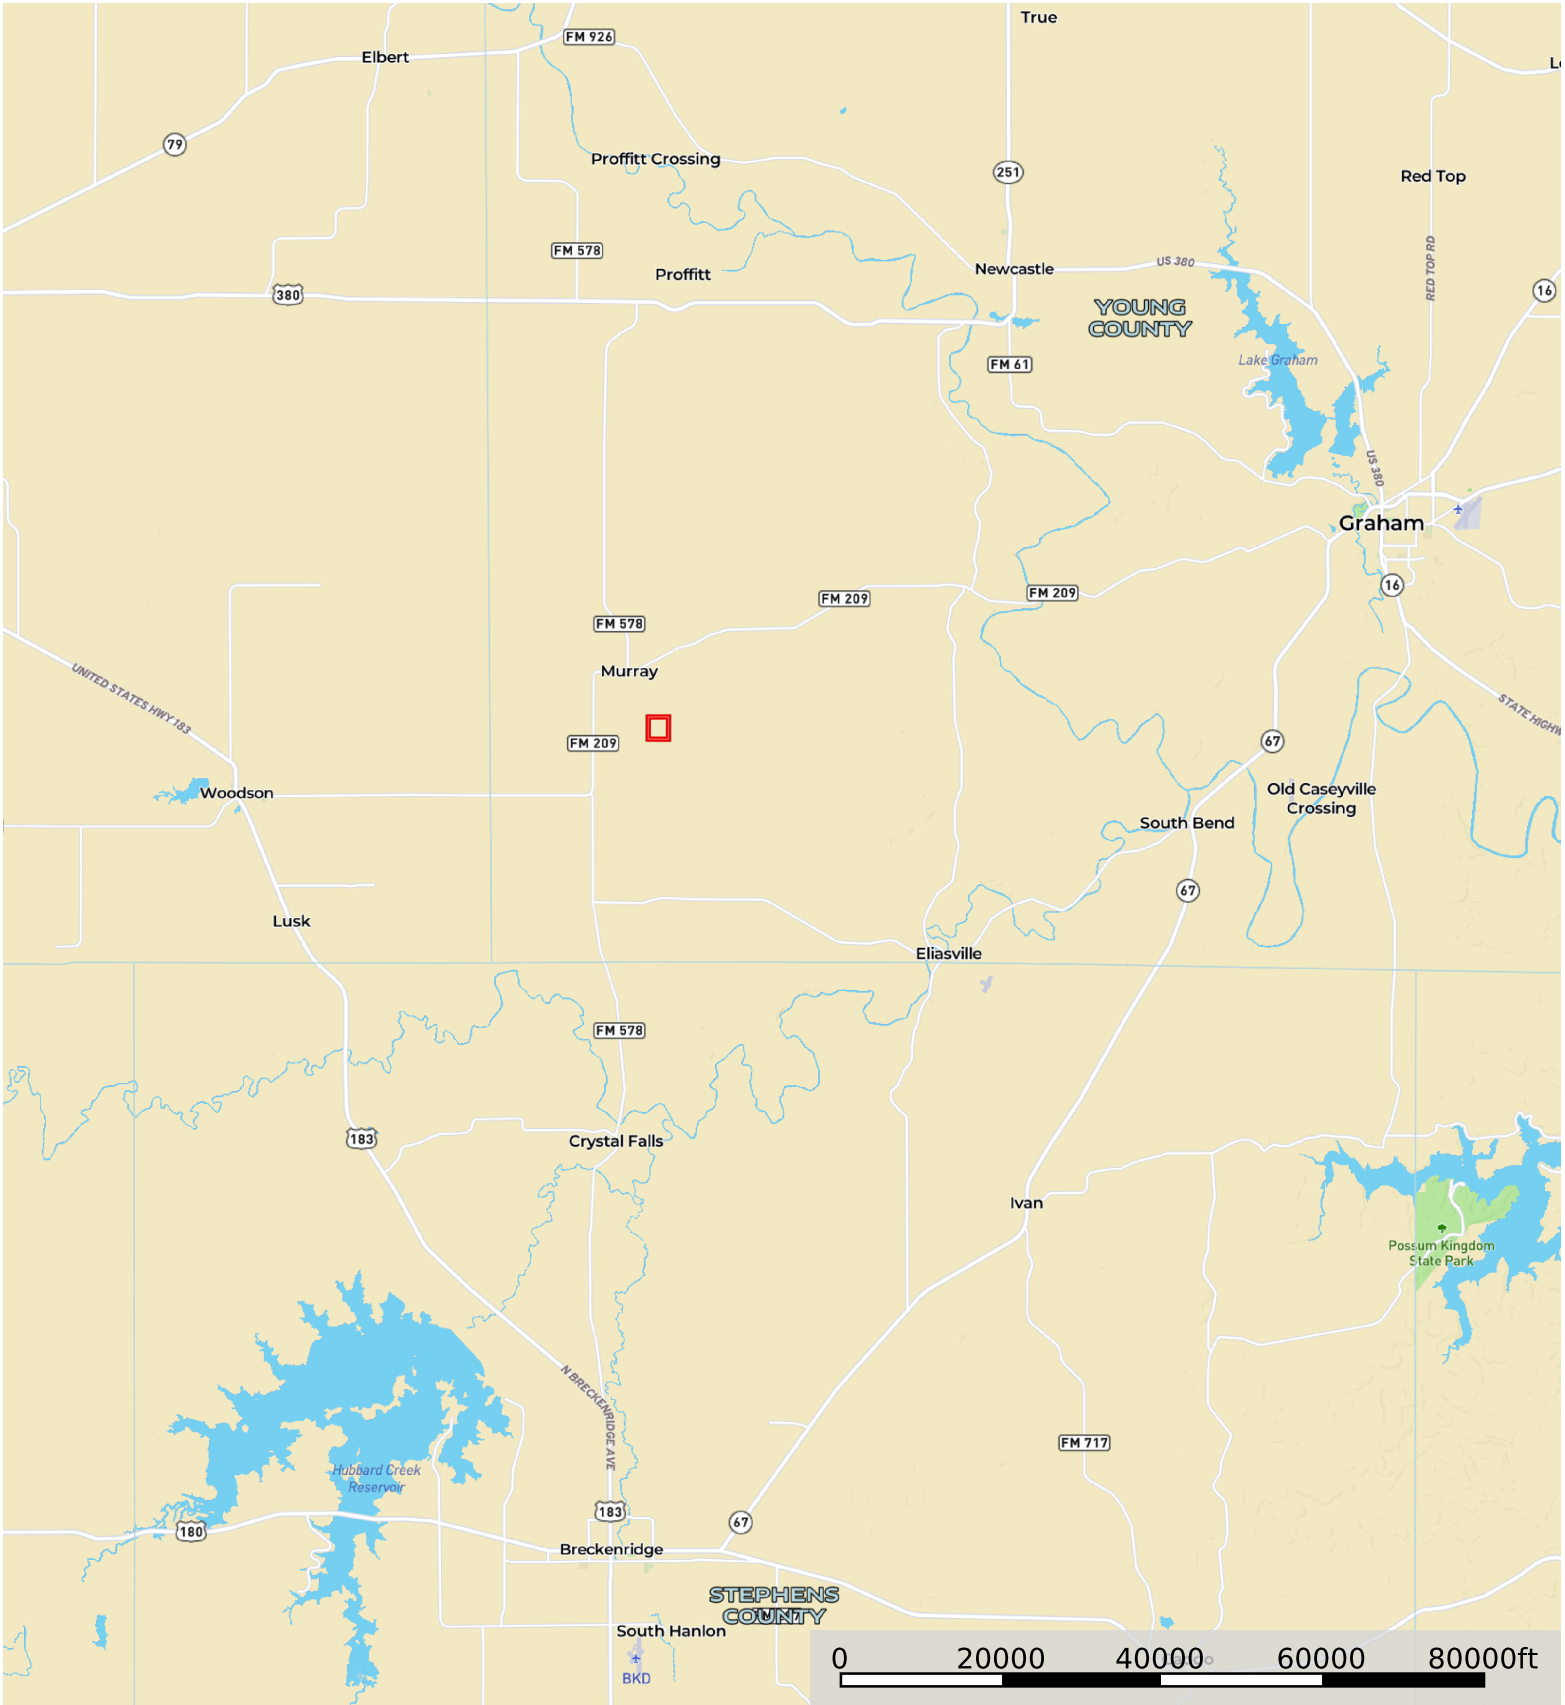 True
FM 926
Elbert
79
Proffitt Crossing
251
Red Top
FM 578
Proffitt
Newcastle
US 380
RED TOP RD
380
16
YOUNG
COUNTY
Lake Graham
FM 61
US 380
Graham
16
FM 209
FM 209
FM 578
Murray
UNITED STATES HWY 183
STATE HIGHW
FM 209
67
Woodson
Old Caseyville
Crossing
South Bend
67
Lusk
Eliasville
FM 578
183
Crystal Falls
Ivan
Possum Kingdom
State Park
N BRECKENRIDGE AVE
FM 717
Hubbard Creek
Reservoir
183
67
180
Breckenridge
STEPHENS
COUNTY
South Hanlon
BKD
0 20000 40000 60000 80000ft